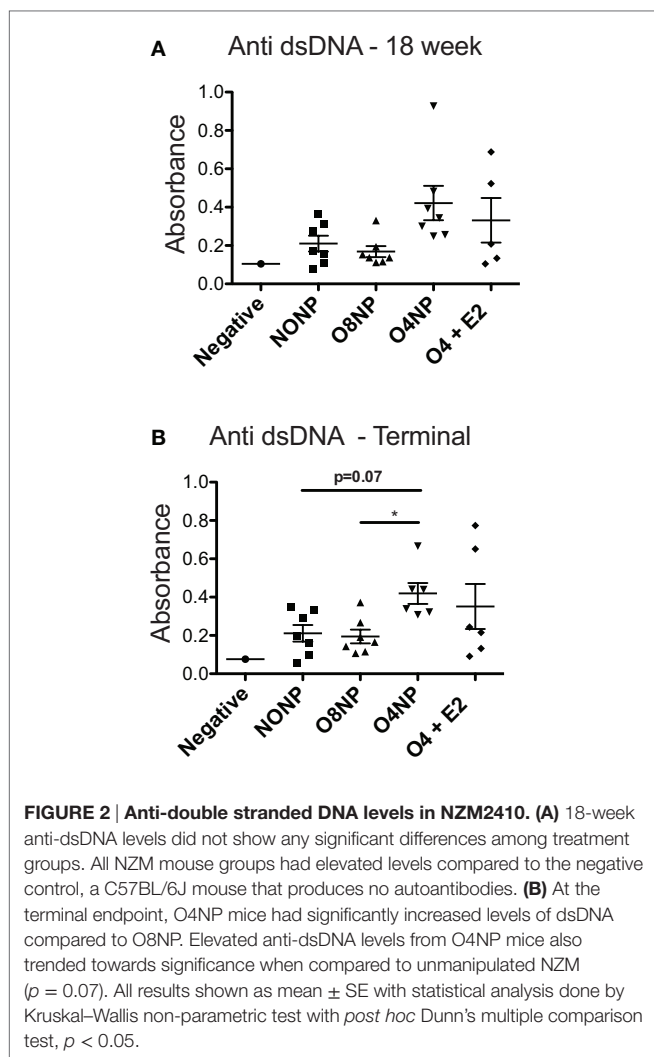 A Anti dsDNA - 18 week
Absorbance
1.0
0.8
0.6
0.4
0.2
0.0
Negative
NONP
O8NP
O4NP
O4 + E2
B Anti dsDNA - Terminal
p=0.07
*
Absorbance
1.0
0.8
0.6
0.4
0.2
0.0
Negative
NONP
O8NP
O4NP
O4 + E2
FIGURE 2 | Anti-double stranded DNA levels in NZM2410. (A) 18-week
anti-dsDNA levels did not show any significant differences among treatment
groups. All NZM mouse groups had elevated levels compared to the negative
control, a C57BL/6J mouse that produces no autoantibodies. (B) At the
terminal endpoint, O4NP mice had significantly increased levels of dsDNA
compared to O8NP. Elevated anti-dsDNA levels from O4NP mice also
trended towards significance when compared to unmanipulated NZM
(p = 0.07). All results shown as mean ± SE with statistical analysis done by
Kruskal–Wallis non-parametric test with post hoc Dunn's multiple comparison
test, p < 0.05.